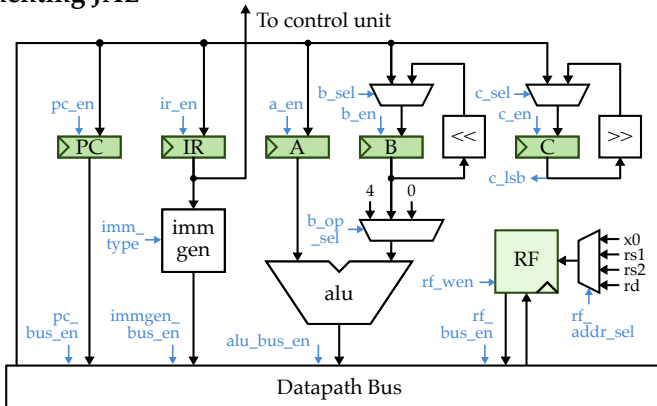 To control unit
pc_en
ir_en
a_en
b_sel
b_en
c_sel
c_en
PC
IR
A
B
<<
C
>>
c_lsb
4
0
imm_
type
imm
gen
b_op
_sel
alu
RF
x0
rs1
rs2
rd
rf_wen
pc_
bus_en
immgen_
bus_en
alu_bus_en
rf_
bus_en
rf_
addr_sel
Datapath Bus